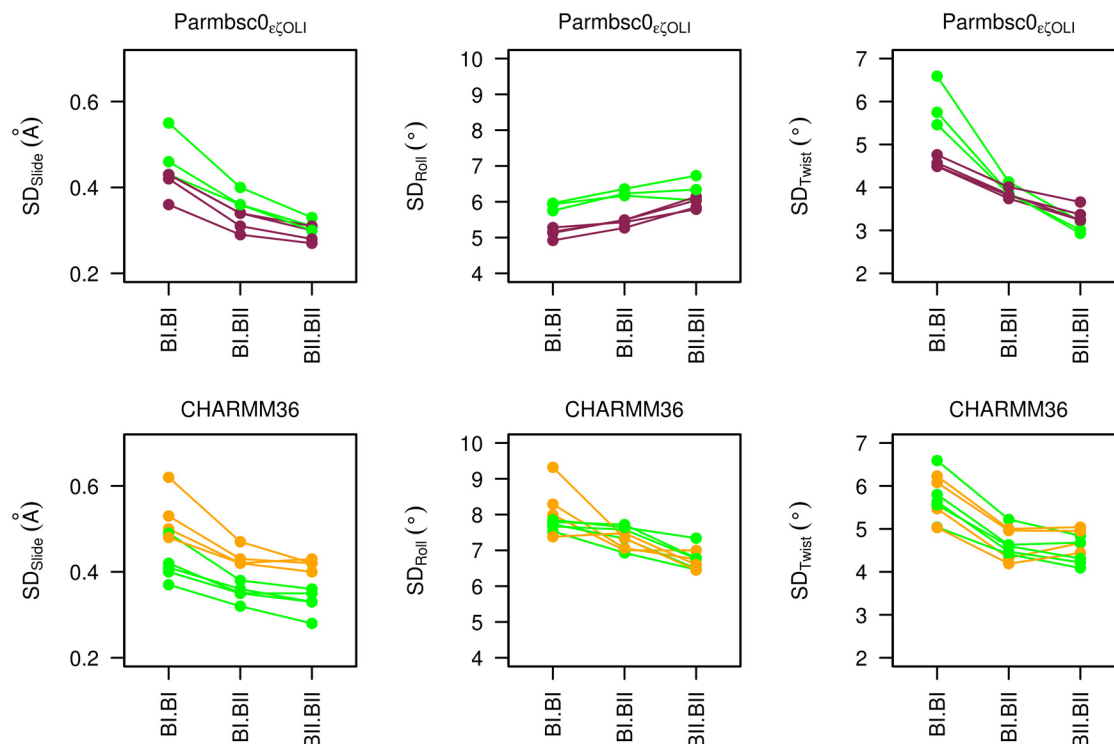 Parmbsc0εζOLI
Parmbsc0εζOLI
Parmbsc0εζOLI
SDSlide (Å)
0.6
0.4
0.2
BI.BI
BI.BII
BII.BII
SDRoll (°)
10
9
8
7
6
5
4
BI.BI
BI.BII
BII.BII
SDTwist (°)
7
6
5
4
3
2
BI.BI
BI.BII
BII.BII
CHARMM36
CHARMM36
CHARMM36
SDSlide (Å)
0.6
0.4
0.2
BI.BI
BI.BII
BII.BII
SDRoll (°)
10
9
8
7
6
5
4
BI.BI
BI.BII
BII.BII
SDTwist (°)
7
6
5
4
3
2
BI.BI
BI.BII
BII.BII